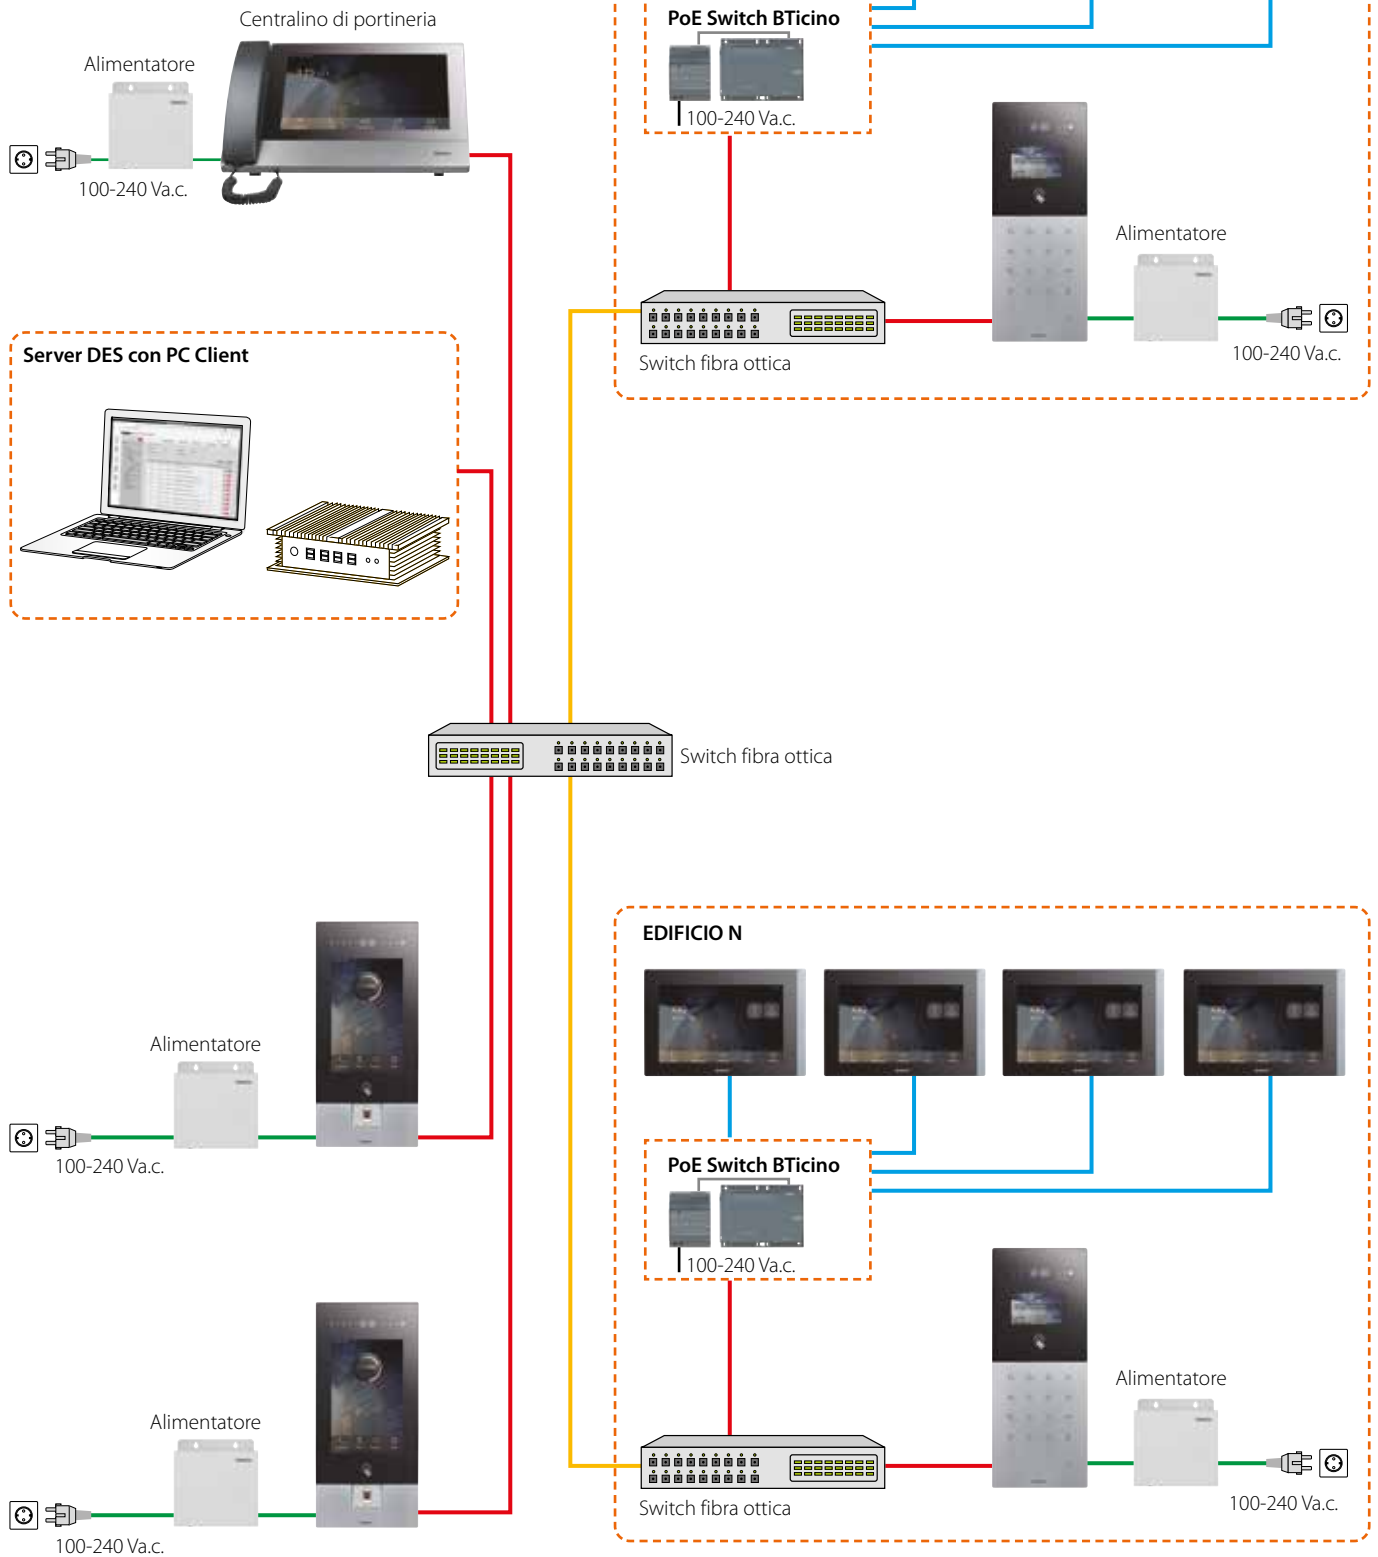 Centralino di portineria
Alimentatore
100-240 Va.c.
PoE Switch BTicino
100-240 Va.c.
Alimentatore
100-240 Va.c.
Switch fibra ottica
Server DES con PC Client
Switch fibra ottica
Alimentatore
100-240 Va.c.
Alimentatore
100-240 Va.c.
EDIFICIO N
PoE Switch BTicino
100-240 Va.c.
Alimentatore
100-240 Va.c.
Switch fibra ottica